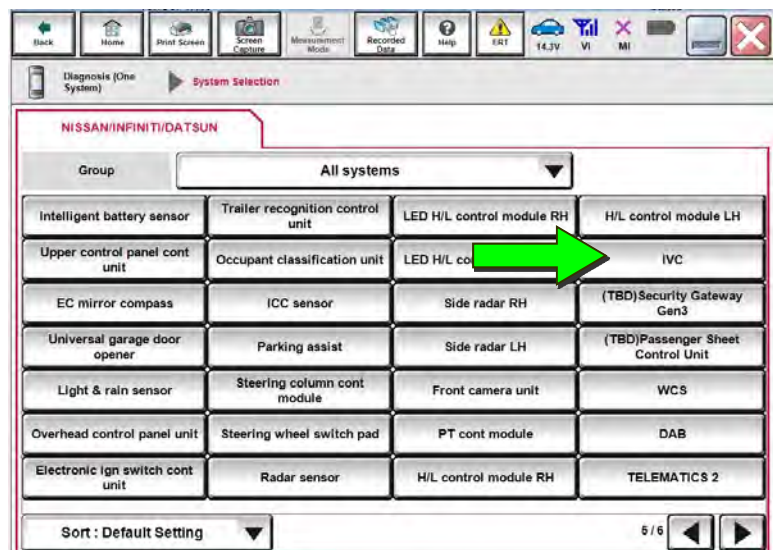 Back
Home
Print Screen
Screen
Capture
Measurement
Mode
Recorded
Data
Help
ERT
14.3V
VI
MI
Diagnosis (One
System)
System Selection
NISSAN/INFINITI/DATSUN
Group
All systems
Intelligent battery sensor
Trailer recognition control
unit
LED H/L control module RH
H/L control module LH
Upper control panel cont
unit
Occupant classification unit
LED H/L
IVC
EC mirror compass
ICC sensor
Side radar RH
(TBD)Security Gateway
Gen3
Universal garage door
opener
Parking assist
Side radar LH
(TBD)Passenger Sheet
Control Unit
Light & rain sensor
Steering column cont
module
Front camera unit
WCS
Overhead control panel unit
Steering wheel switch pad
PT cont module
DAB
Electronic ign switch cont
unit
Radar sensor
H/L control module RH
TELEMATICS 2
Sort : Default Setting
5/6